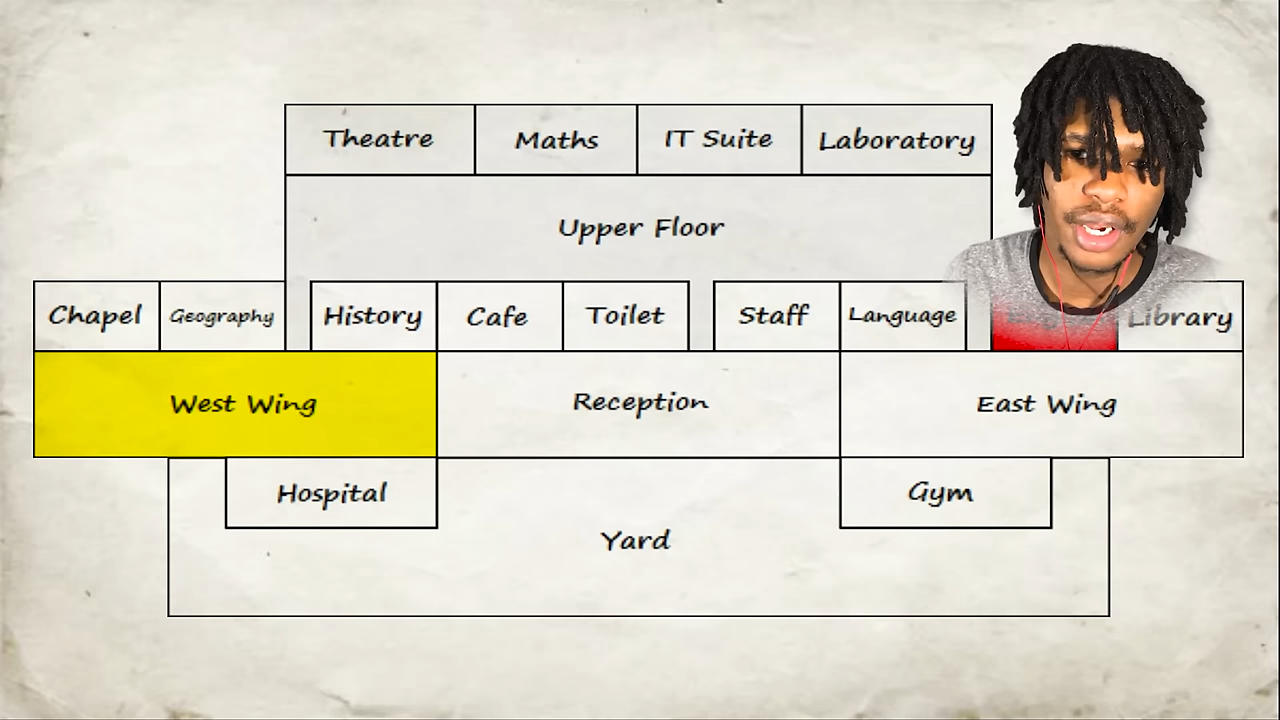 Theatre
Maths
IT Suite
Laboratory
Upper Floor
Chapel
Geography
History
Cafe
Toilet
Staff
Language
Library
West Wing
Reception
East Wing
Hospital
Gym
Yard